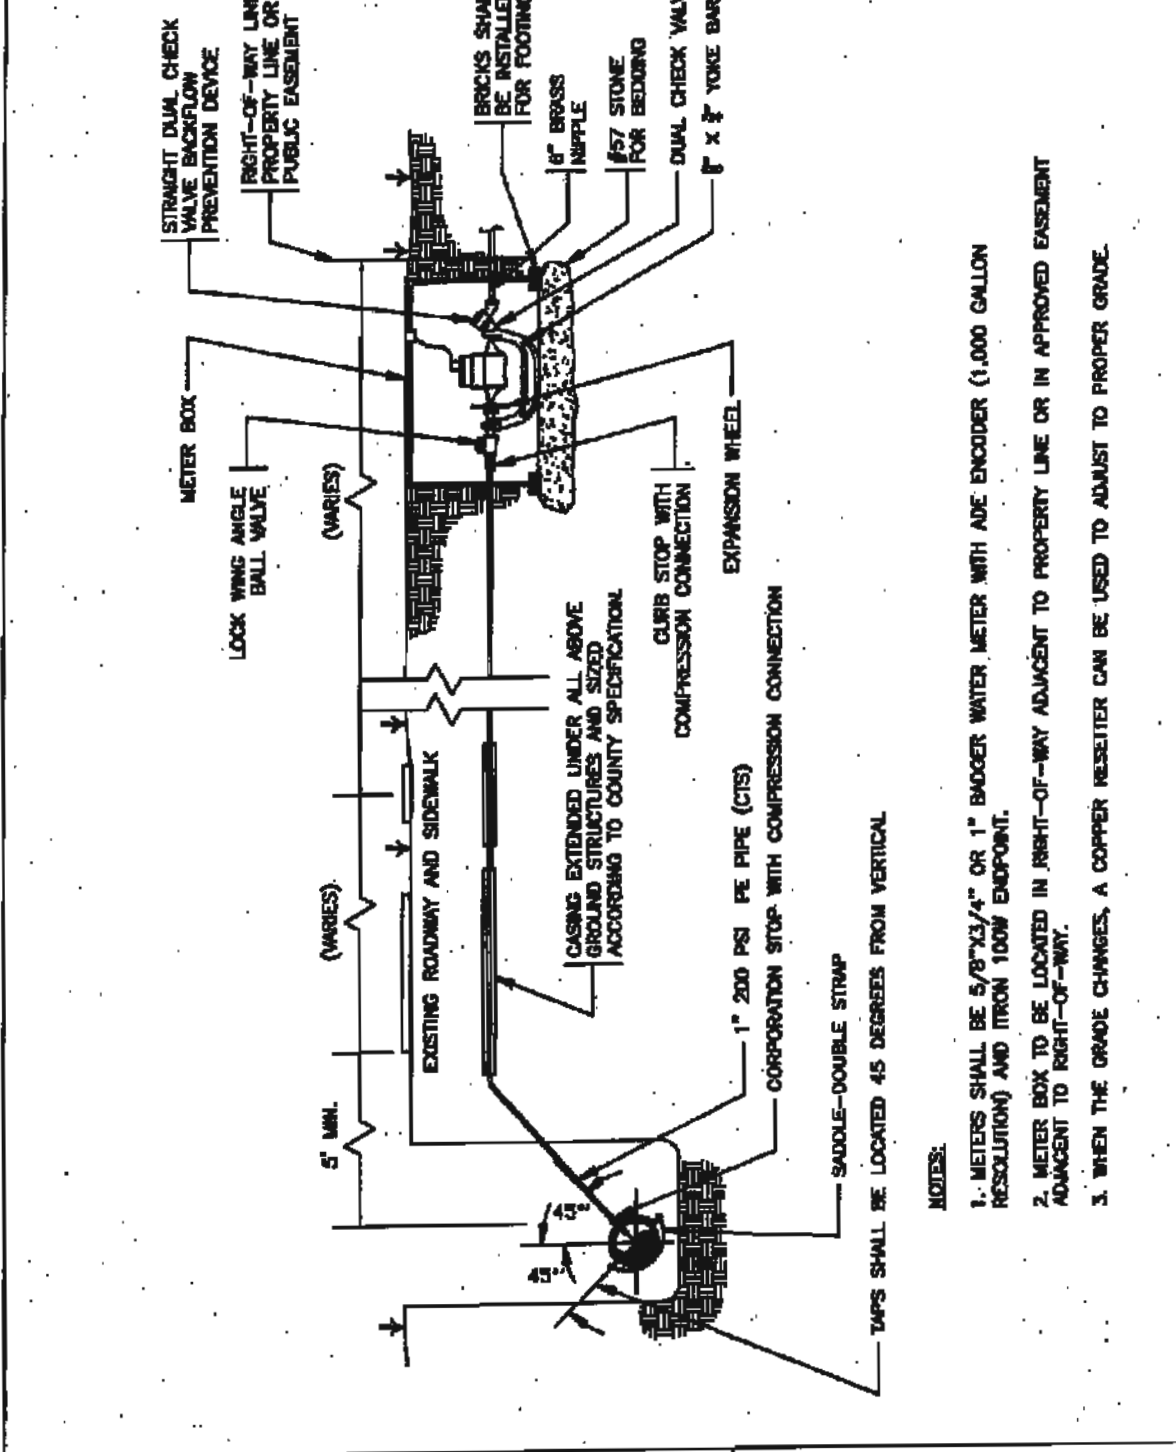 STRAIGHT DUAL CHECK
VALVE BACKFLOW
PREVENTION DEVICE
RIGHT-OF-WAY LINE
PROPERTY LINE OR
PUBLIC EASEMENT
METER BOX
LOCK WING ANGLE
BALL VALVE
(VARIES)
(VARIES)
5' MIN.
EXISTING ROADWAY AND SIDEWALK
BRICKS SHA
BE INSTALLE
FOR FOOTING
6" BRASS
NIPPLE
#57 STONE
FOR BEDDING
DUAL CHECK VALV
YOKE BAR
CASING EXTENDED UNDER ALL ABOVE
GROUND STRUCTURES AND SIZED
ACCORDING TO COUNTY SPECIFICATION.
CURB STOP WITH
COMPRESSION CONNECTION
EXPANSION WHEEL
45°
45°
1" 200 PSI PE PIPE (CTS)
CORPORATION STOP WITH COMPRESSION CONNECTION
SADDLE-DOUBLE STRAP
TAPS SHALL BE LOCATED 45 DEGREES FROM VERTICAL
NOTES:
1. METERS SHALL BE 5/8"X3/4" OR 1" BADGER WATER METER WITH ADE ENCODER (1,000 GALLON
RESOLUTION) AND ITRON 100W ENDPOINT.
2. METER BOX TO BE LOCATED IN RIGHT-OF-WAY ADJACENT TO PROPERTY LINE OR IN APPROVED EASEMENT
ADJACENT TO RIGHT-OF-WAY.
3. WHEN THE GRADE CHANGES, A COPPER RESETTER CAN BE USED TO ADJUST TO PROPER GRADE.